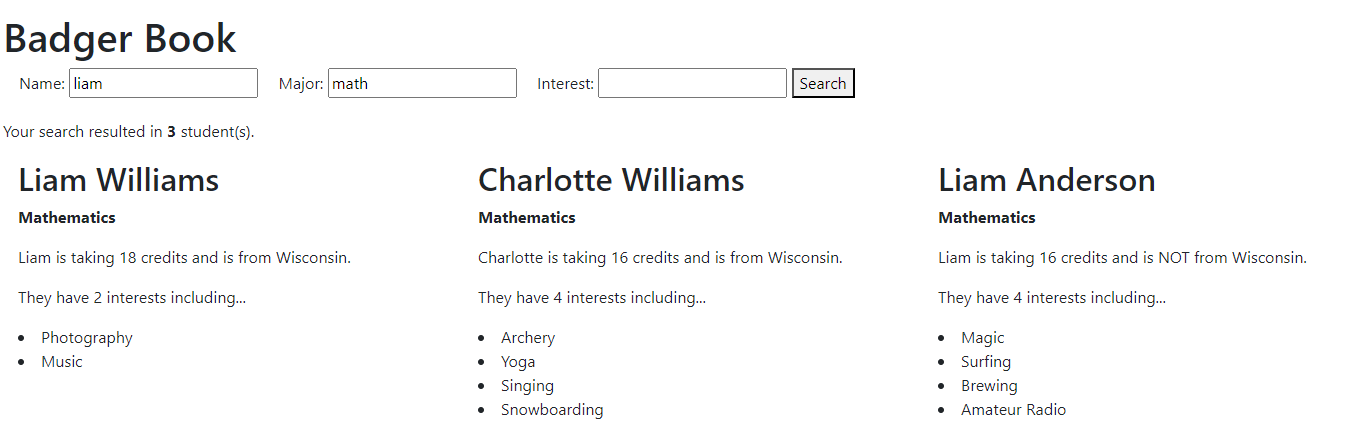 Badger Book
Name: liam Major: math Interest: Search
Your search resulted in 3 student(s).
Liam Williams
Mathematics
Liam is taking 18 credits and is from Wisconsin.
They have 2 interests including...
• Photography
• Music
Charlotte Williams
Mathematics
Charlotte is taking 16 credits and is from Wisconsin.
They have 4 interests including...
• Archery
• Yoga
• Singing
• Snowboarding
Liam Anderson
Mathematics
Liam is taking 16 credits and is NOT from Wisconsin.
They have 4 interests including...
• Magic
• Surfing
• Brewing
• Amateur Radio